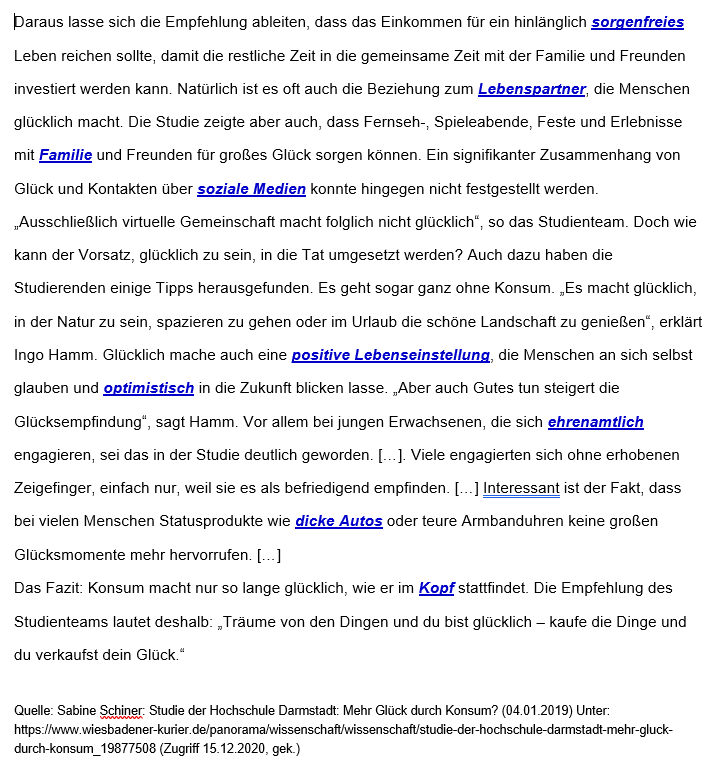 Daraus lasse sich die Empfehlung ableiten, dass das Einkommen für ein hinlänglich sorgenfreies
Leben reichen sollte, damit die restliche Zeit in die gemeinsame Zeit mit der Familie und Freunden
investiert werden kann. Natürlich ist es oft auch die Beziehung zum Lebenspartner, die Menschen
glücklich macht. Die Studie zeigte aber auch, dass Fernseh-, Spieleabende, Feste und Erlebnisse
mit Familie und Freunden für großes Glück sorgen können. Ein signifikanter Zusammenhang von
Glück und Kontakten über soziale Medien konnte hingegen nicht festgestellt werden.
„Ausschließlich virtuelle Gemeinschaft macht folglich nicht glücklich“, so das Studienteam. Doch wie
kann der Vorsatz, glücklich zu sein, in die Tat umgesetzt werden? Auch dazu haben die
Studierenden einige Tipps herausgefunden. Es geht sogar ganz ohne Konsum. „Es macht glücklich,
in der Natur zu sein, spazieren zu gehen oder im Urlaub die schöne Landschaft zu genießen“, erklärt
Ingo Hamm. Glücklich mache auch eine positive Lebenseinstellung, die Menschen an sich selbst
glauben und optimistisch in die Zukunft blicken lasse. „Aber auch Gutes tun steigert die
Glücksempfindung“, sagt Hamm. Vor allem bei jungen Erwachsenen, die sich ehrenamtlich
engagieren, sei das in der Studie deutlich geworden. […]. Viele engagierten sich ohne erhobenen
Zeigefinger, einfach nur, weil sie es als befriedigend empfinden. […] Interessant ist der Fakt, dass
bei vielen Menschen Statusprodukte wie dicke Autos oder teure Armbanduhren keine großen
Glücksmomente mehr hervorrufen. […]
Das Fazit: Konsum macht nur so lange glücklich, wie er im Kopf stattfindet. Die Empfehlung des
Studienteams lautet deshalb: „Träume von den Dingen und du bist glücklich – kaufe die Dinge und
du verkaufst dein Glück.“
Quelle: Sabine Schiner: Studie der Hochschule Darmstadt: Mehr Glück durch Konsum? (04.01.2019) Unter:
https://www.wiesbadener-kurier.de/panorama/wissenschaft/wissenschaft/studie-der-hochschule-darmstadt-mehr-gluck-
durch-konsum_19877508 (Zugriff 15.12.2020, gek.)